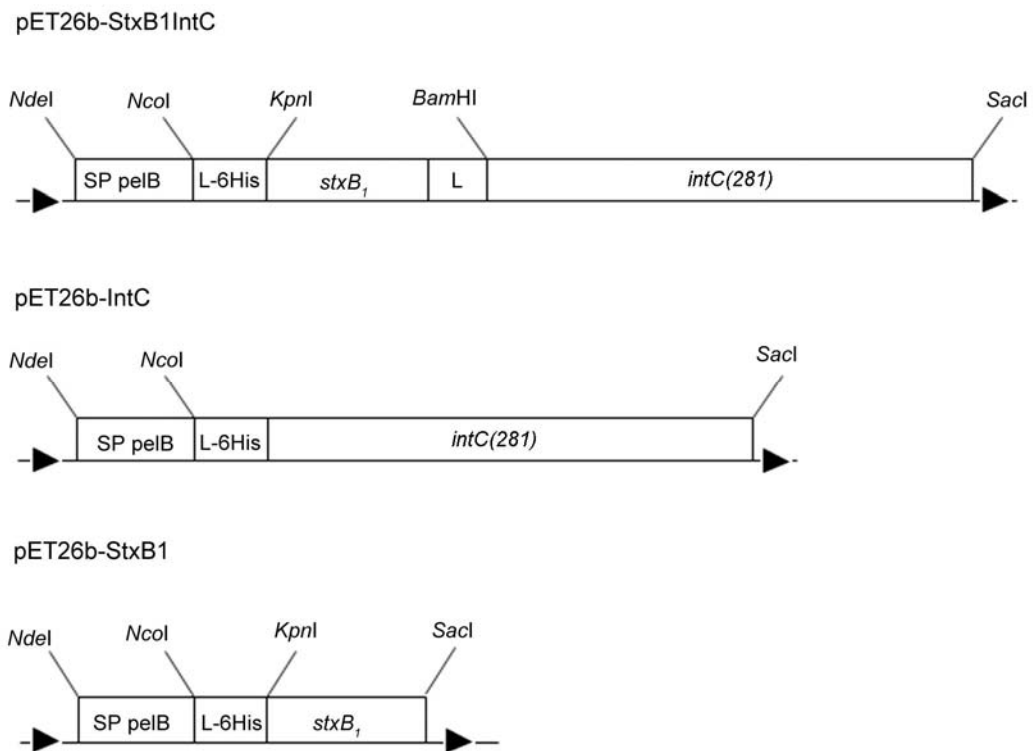 pET26b-StxB1IntC
NdeI NcoI KpnI BamHI SacI
SP pelB L-6His stxB₁ L intC(281)
pET26b-IntC
NdeI NcoI SacI
SP pelB L-6His intC(281)
pET26b-StxB1
NdeI NcoI KpnI SacI
SP pelB L-6His stxB₁